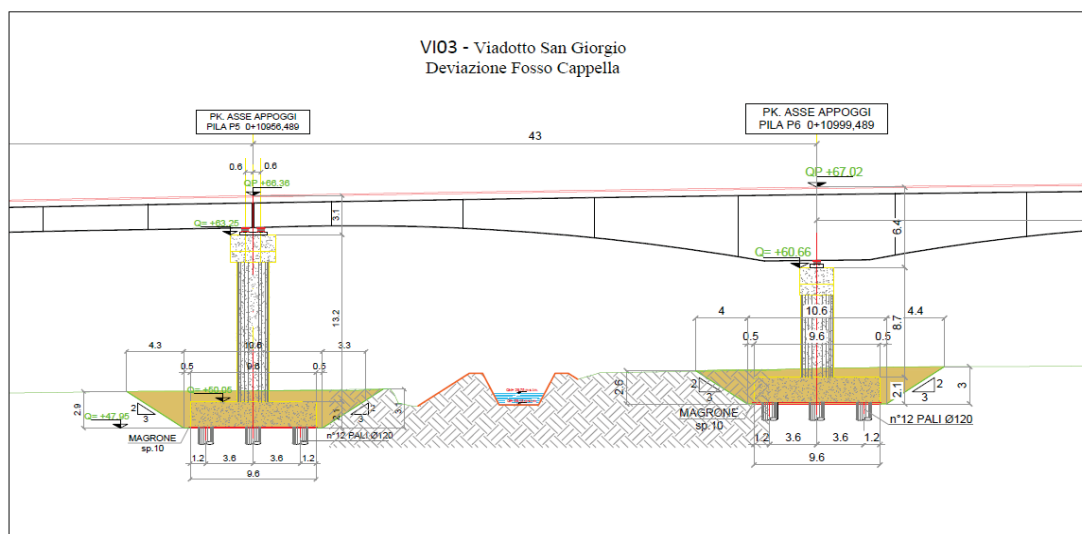 VI03 - Viadotto San Giorgio
Deviazione Fosso Cappella
PK. ASSE APPOGGI
PILA P5 0+10956,489
PK. ASSE APPOGGI
PILA P6 0+10999,489
43
0.6
0.6
QP +66.36
QP +67.02
3.1
6.4
Q= +63.25
Q= +60.66
13.2
8.7
4.3
10.6
3.3
4
10.6
4.4
0.5
9.6
0.5
0.5
9.6
0.5
Q= +50.05
2.9
2
3
2.1
2
3
3.1
2.6
2
3
2.1
2
3
3
Q= +47.95
MAGRONE
sp.10
n°12 PALI Ø120
MAGRONE
sp.10
n°12 PALI Ø120
1.2
3.6
3.6
1.2
9.6
1.2
3.6
3.6
1.2
9.6